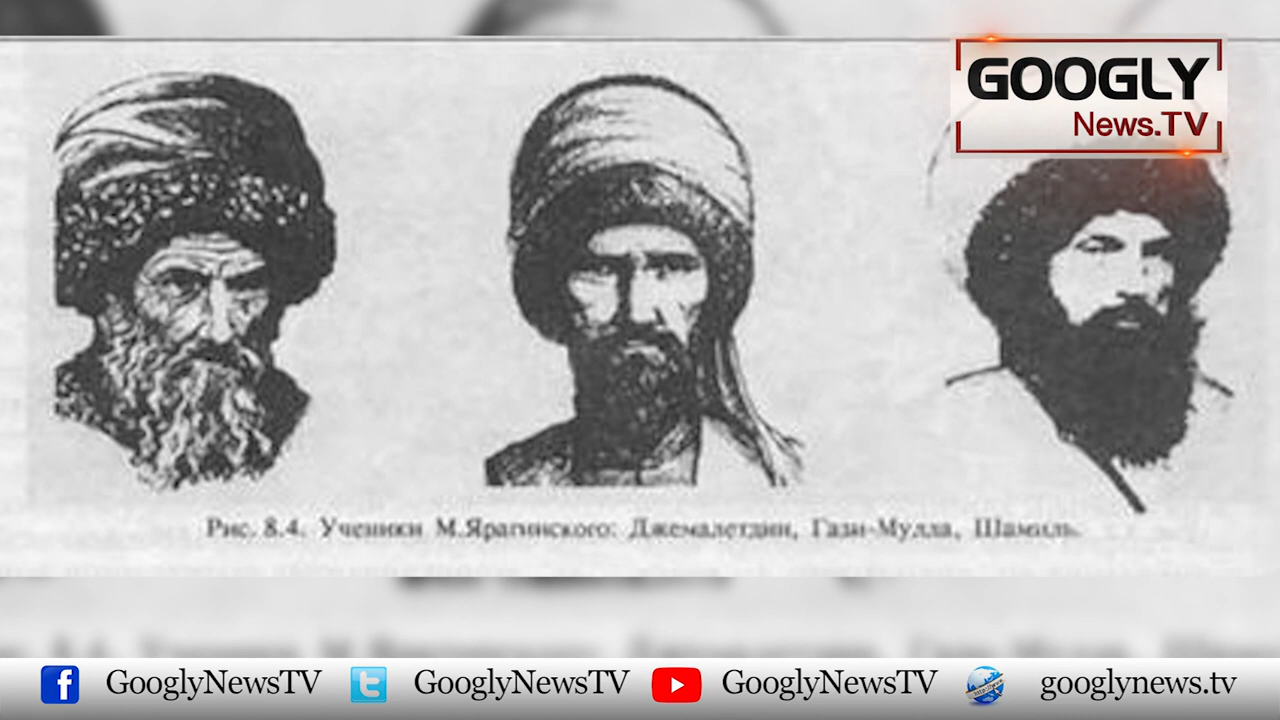 GOOGLY
News.TV
Рис. 8.4. Ученики М.Ярагинского: Джемалетдин, Гази-Мулла, Шамиль.
GooglyNewsTV GooglyNewsTV GooglyNewsTV googlynews.tv